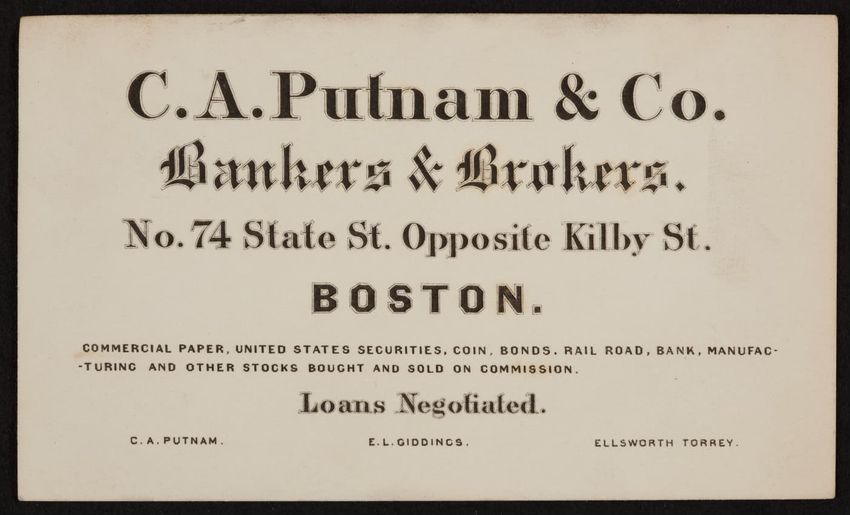 C. A. Putnam & Co.
Bankers & Brokers.
No. 74 State St. Opposite Kilby St.
BOSTON.
COMMERCIAL PAPER, UNITED STATES SECURITIES, COIN, BONDS, RAIL ROAD, BANK, MANUFAC-
-TURING AND OTHER STOCKS BOUGHT AND SOLD ON COMMISSION.
Loans Negotiated.
C. A. PUTNAM. E. L. GIDDINGS. ELLSWORTH TORREY.